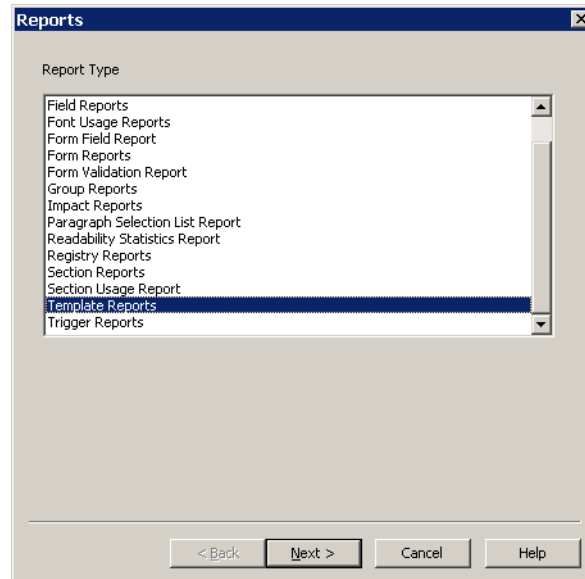 Reports
Report Type
Field Reports
Font Usage Reports
Form Field Report
Form Reports
Form Validation Report
Group Reports
Impact Reports
Paragraph Selection List Report
Readability Statistics Report
Registry Reports
Section Reports
Section Usage Report
Template Reports
Trigger Reports
< Back Next > Cancel Help